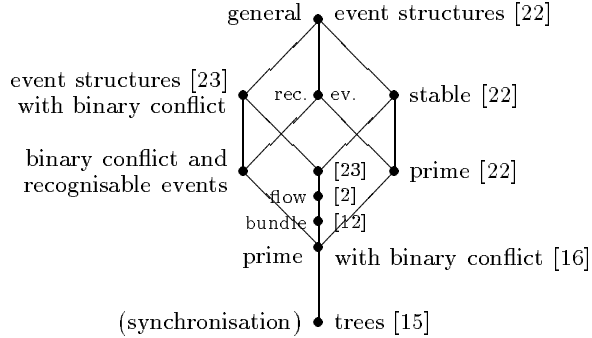 general event structures [22]
event structures [23]
with binary conflict
rec. ev.
stable [22]
binary conflict and
recognisable events
[23]
prime [22]
flow [2]
bundle [12]
prime with binary conflict [16]
(synchronisation) trees [15]